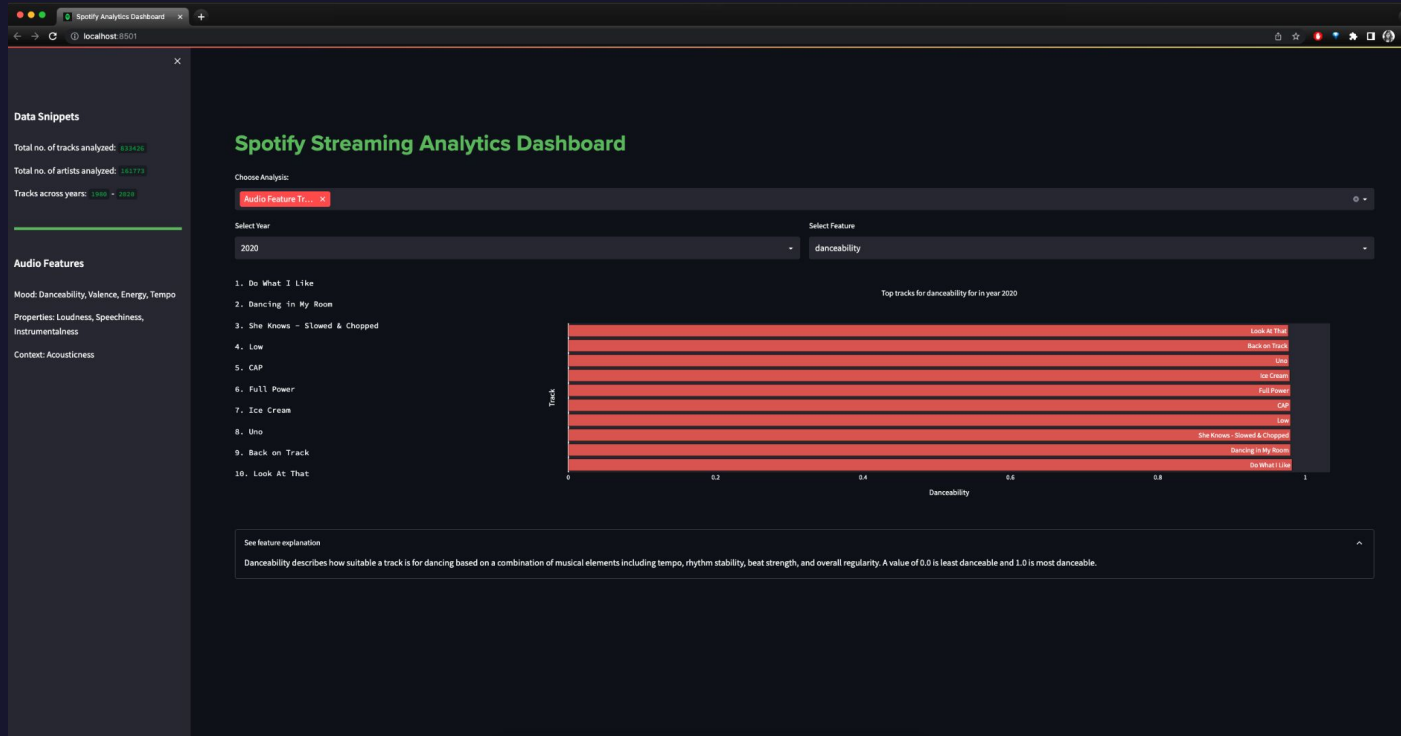 Spotify Analytics Dashboard
localhost:8501
Data Snippets
Total no. of tracks analyzed: 833426
Total no. of artists analyzed: 161773
Tracks across years: 1900 - 2020
Audio Features
Mood: Danceability, Valence, Energy, Tempo
Properties: Loudness, Speechiness,
Instrumentalness
Context: Acousticness
Spotify Streaming Analytics Dashboard
Choose Analysis:
Audio Feature Tr...
Select Year
2020
Select Feature
danceability
1. Do What I Like
2. Dancing in My Room
3. She Knows - Slowed & Chopped
4. Low
5. CAP
6. Full Power
7. Ice Cream
8. Uno
9. Back on Track
10. Look At That
Top tracks for danceability for in year 2020
Track
Look At That
Back on Track
Uno
Ice Cream
Full Power
CAP
Low
She Knows - Slowed & Chopped
Dancing in My Room
Do What I Like
0 0.2 0.4 0.6 0.8 1
Danceability
See feature explanation
Danceability describes how suitable a track is for dancing based on a combination of musical elements including tempo, rhythm stability, beat strength, and overall regularity. A value of 0.0 is least danceable and 1.0 is most danceable.